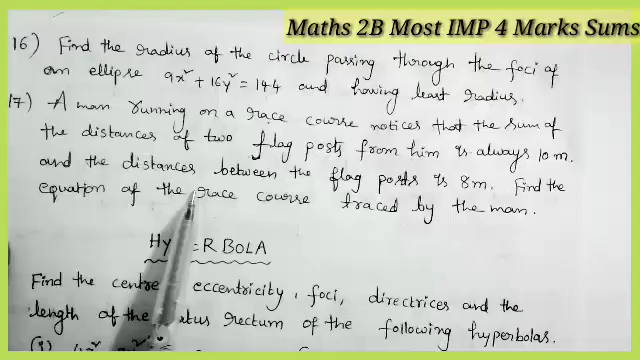 Maths 2B Most IMP 4 Marks Sums
16) Find the radius of the circle passing through the foci of
an ellipse 9x² + 16y² = 144 and having least radius.
17) A man running on a race course notices that the sum of
the distances of two flag posts from him is always 10 m.
and the distances between the flag posts is 8m. Find the
equation of the race course traced by the man.
Hy RBOLA
Find the centre eccentricity, foci, directrices and the
length of the atus rectum of the following hyperbolas.